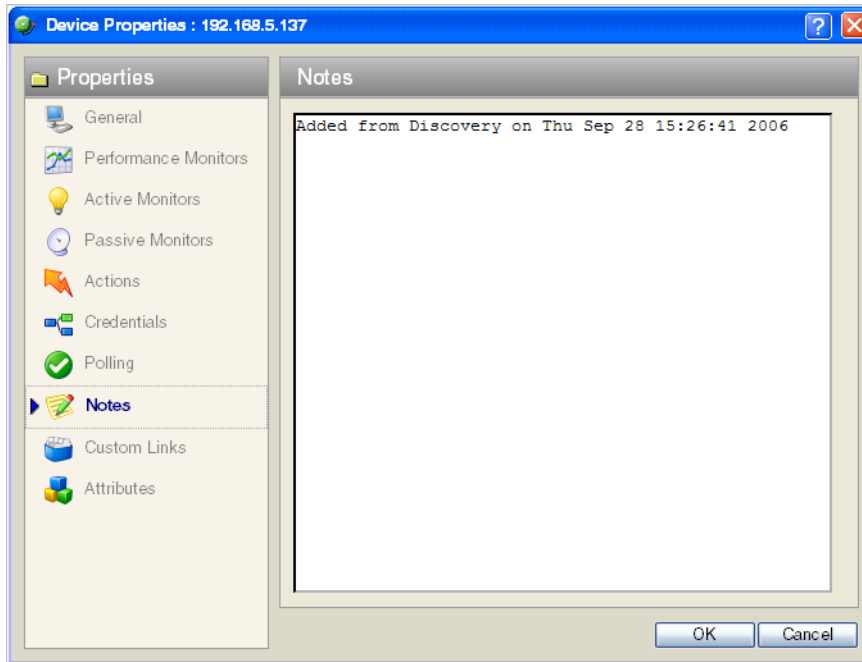 Device Properties : 192.168.5.137
?
Properties
General
Performance Monitors
Active Monitors
Passive Monitors
Actions
Credentials
Polling
Notes
Custom Links
Attributes
Notes
Added from Discovery on Thu Sep 28 15:26:41 2006
OK
Cancel